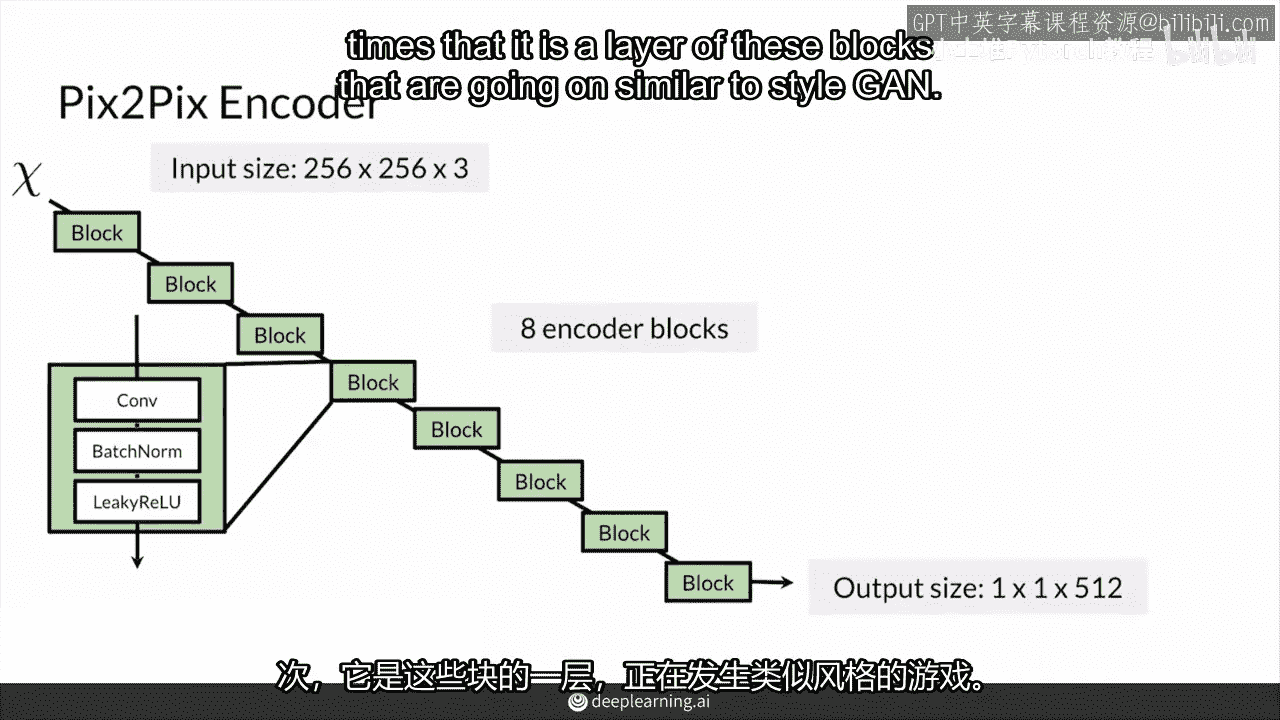 GPT中英字幕课程资源@bilibili.com
times that it is a layer of these blocks
that are going on similar to style GAN.
Pix2Pix Encoder
χ
Input size: 256 x 256 x 3
Block
Block
Block
8 encoder blocks
Block
Conv
BatchNorm
LeakyReLU
Block
Block
Block
Block
Output size: 1 x 1 x 512
次，它是这些块的一层，正在发生类似风格的游戏。
deeplearning.ai